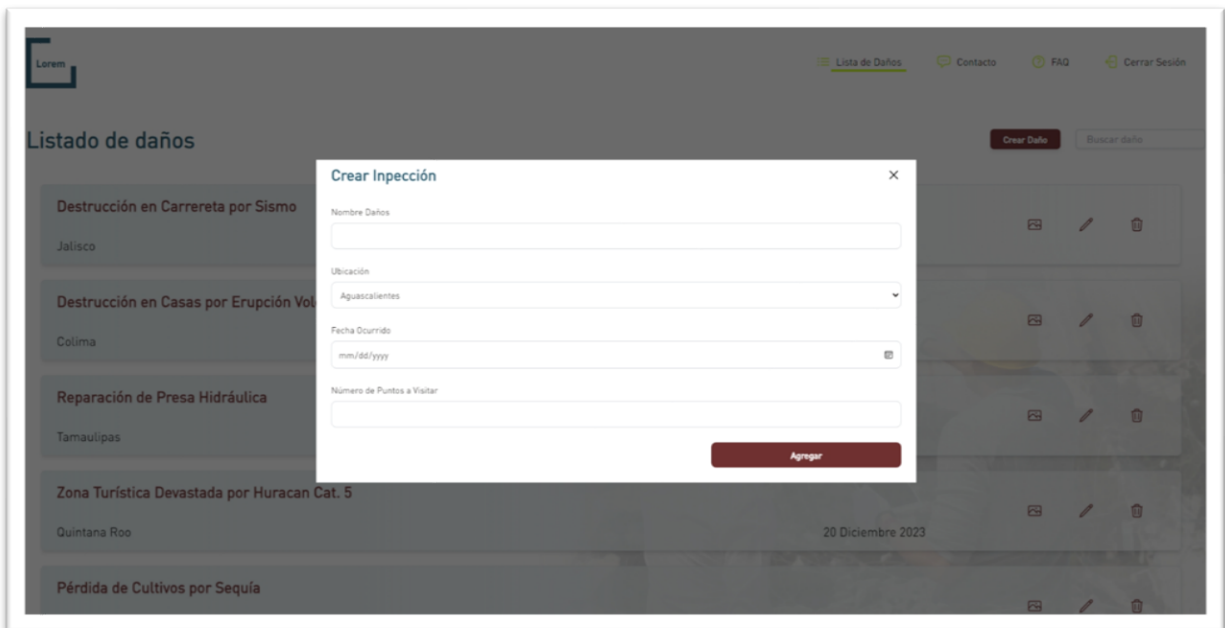 Lorem
Lista de Daños
Contacto
FAQ
Cerrar Sesión
Listado de daños
Crear Daño
Buscar daño
Crear Inpección
Nombre Daños
Ubicación
Aguascalientes
Fecha Ocurrido
mm/dd/yyyy
Número de Puntos a Visitar
Agregar
Destrucción en Carrereta por Sismo
Jalisco
Destrucción en Casas por Erupción Vol
Colima
Reparación de Presa Hidráulica
Tamaulipas
Zona Turística Devastada por Huracan Cat. 5
Quintana Roo
20 Diciembre 2023
Pérdida de Cultivos por Sequía